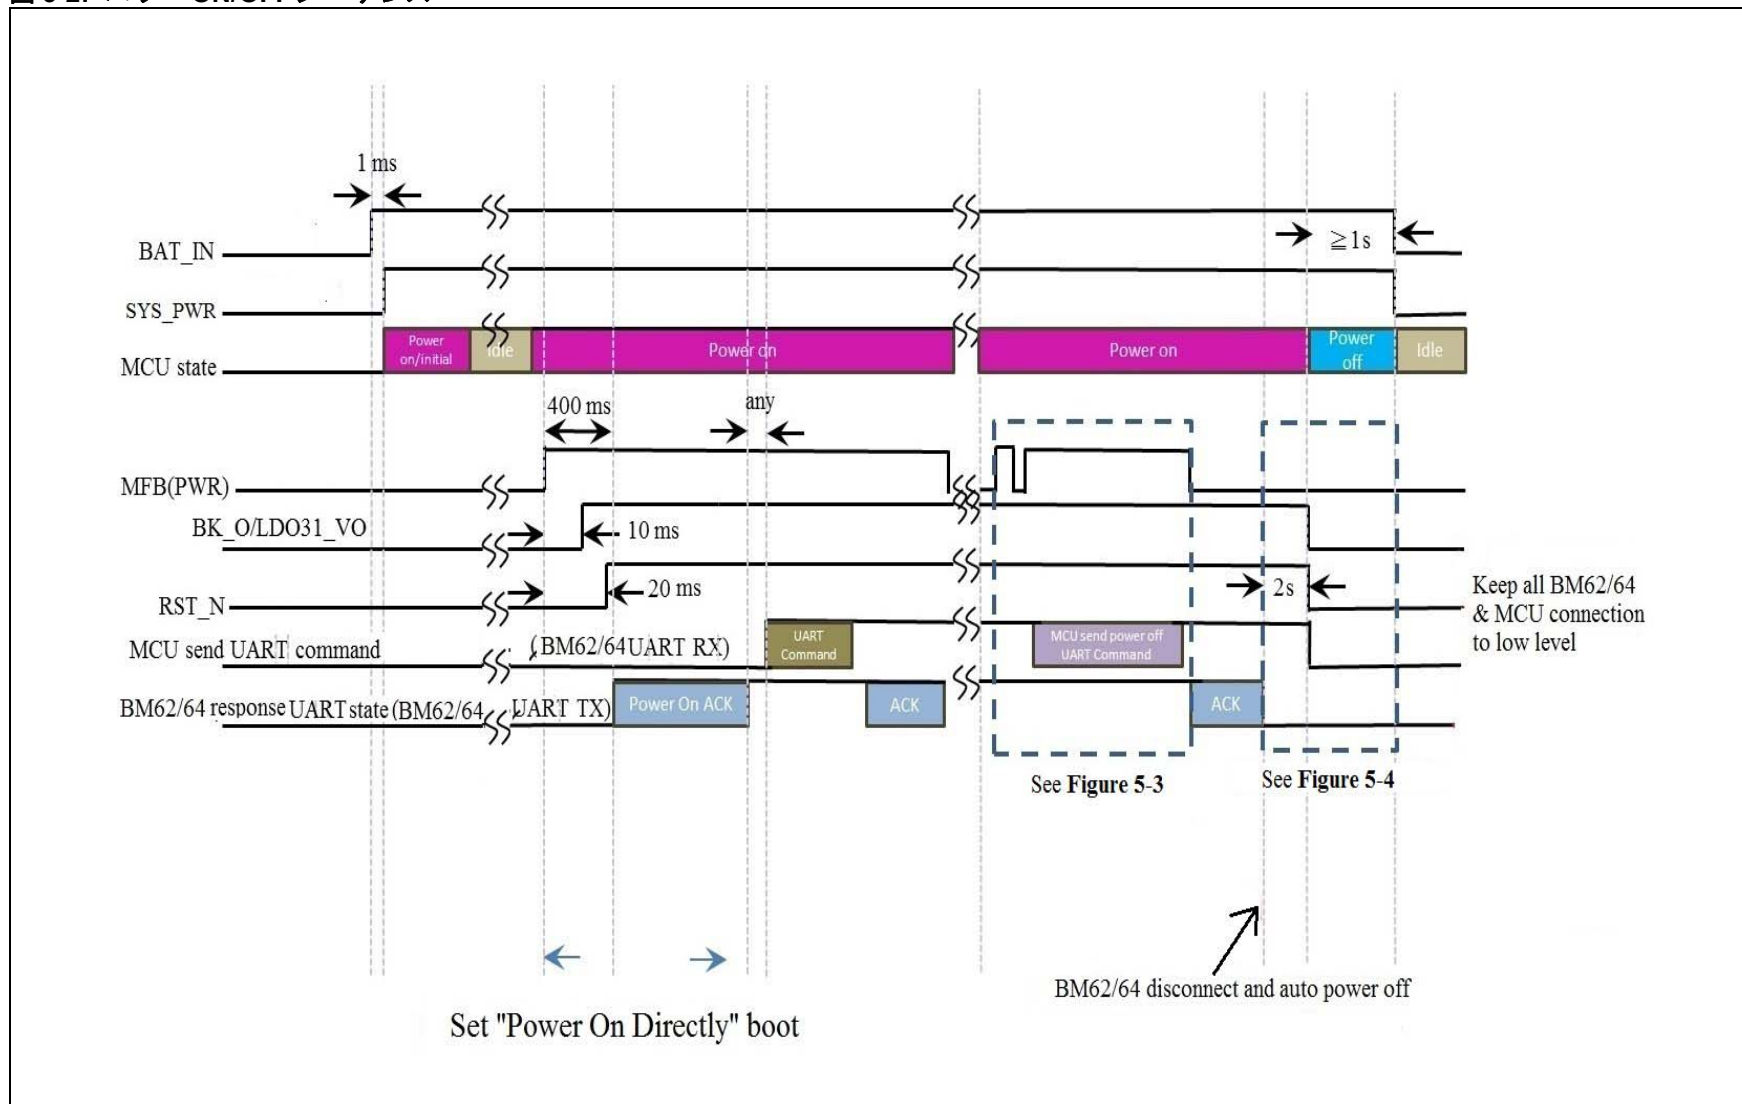 1 ms
BAT_IN
≧1s
SYS_PWR
MCU state
Power on/initial
Idle
Power on
Power on
Power off
Idle
400 ms
any
MFB(PWR)
BK_O/LDO31_VO
10 ms
RST_N
20 ms
2s
Keep all BM62/64
& MCU connection
to low level
MCU send UART command
(BM62/64 UART RX)
UART
Command
MCU send power off
UART Command
BM62/64 response UART state (BM62/64 UART TX)
Power On ACK
ACK
ACK
See Figure 5-3
See Figure 5-4
BM62/64 disconnect and auto power off
Set "Power On Directly" boot